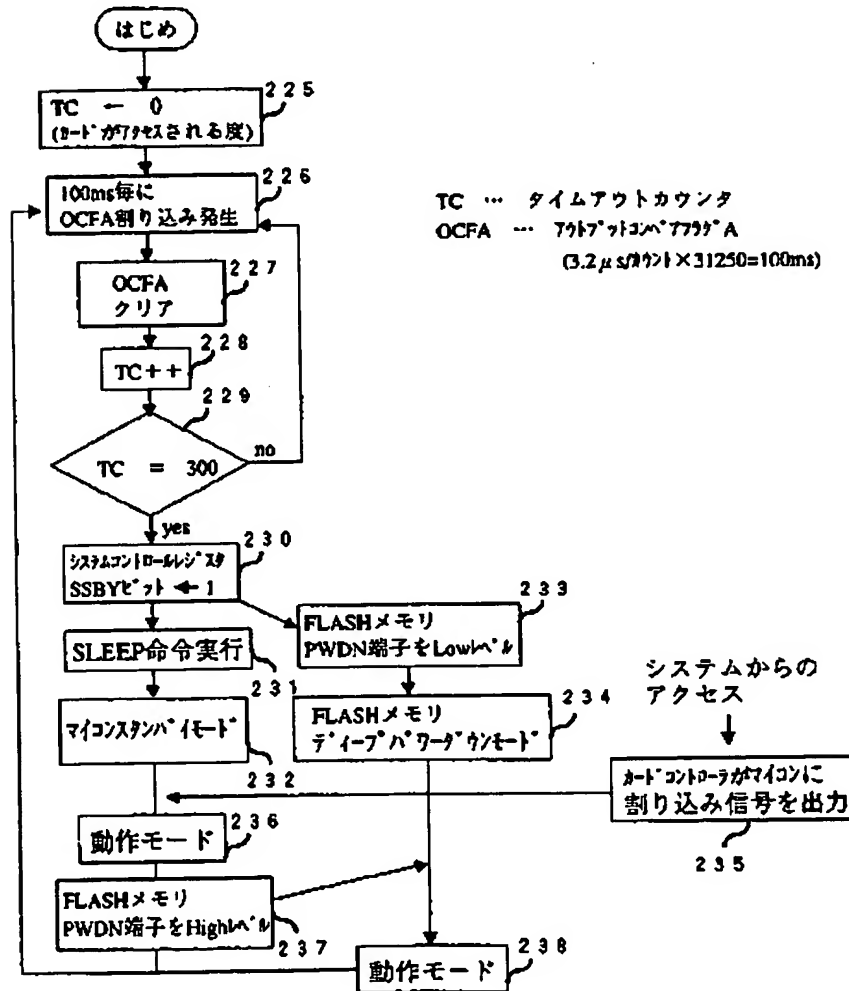 はじめ
225
TC ← 0
(カードがアクセスされる度)
226
100ms毎に
OCFA割り込み発生
TC … タイムアウトカウンタ
OCFA … アウトプットコンペアフラグA
(3.2μs/カウント×31250=100ms)
227
OCFA
クリア
228
TC++
229
TC = 300
no
yes
230
システムコントロールレジスタ
SSBYビット ← 1
233
FLASHメモリ
PWDN端子をLowレベル
SLEEP命令実行
231
システムからの
アクセス
234
FLASHメモリ
ディープパワーダウンモード
マイコンスタンバイモード
232
カードコントローラがマイコンに
割り込み信号を出力
235
236
動作モード
FLASHメモリ
PWDN端子をHighレベル
237
238
動作モード